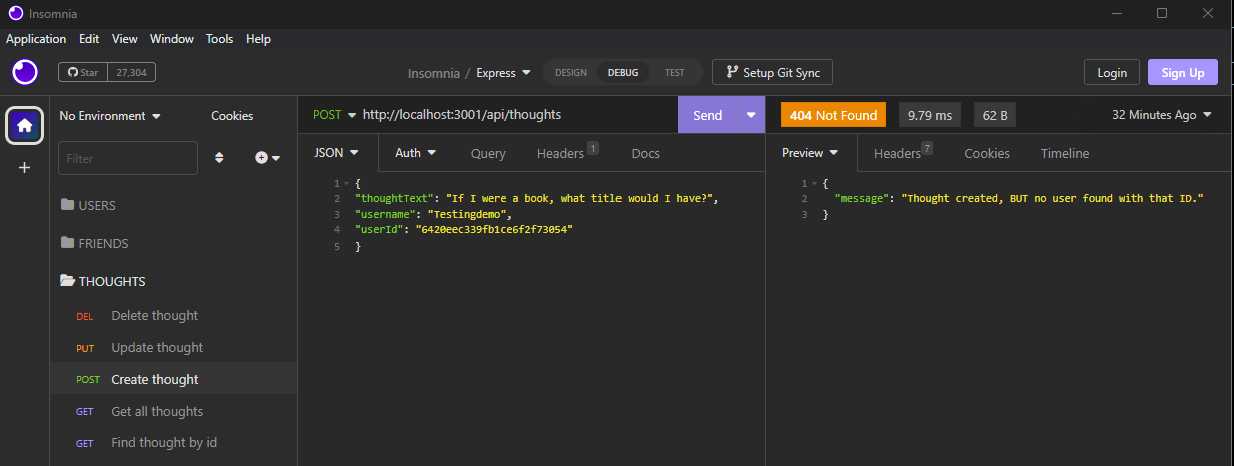 Insomnia
Application Edit View Window Tools Help
Star 27,304
Insomnia / Express
DESIGN DEBUG TEST
Setup Git Sync
Login
Sign Up
No Environment
Cookies
POST http://localhost:3001/api/thoughts
Send
404 Not Found
9.79 ms
62 B
32 Minutes Ago
Filter
JSON Auth Query Headers 1 Docs
Preview Headers 7 Cookies Timeline
USERS
FRIENDS
THOUGHTS
DEL Delete thought
PUT Update thought
POST Create thought
GET Get all thoughts
GET Find thought by id
1 {
2 "thoughtText": "If I were a book, what title would I have?",
3 "username": "Testingdemo",
4 "userId": "6420eec339fb1ce6f2f73054"
5 }
1 {
2 "message": "Thought created, BUT no user found with that ID."
3 }